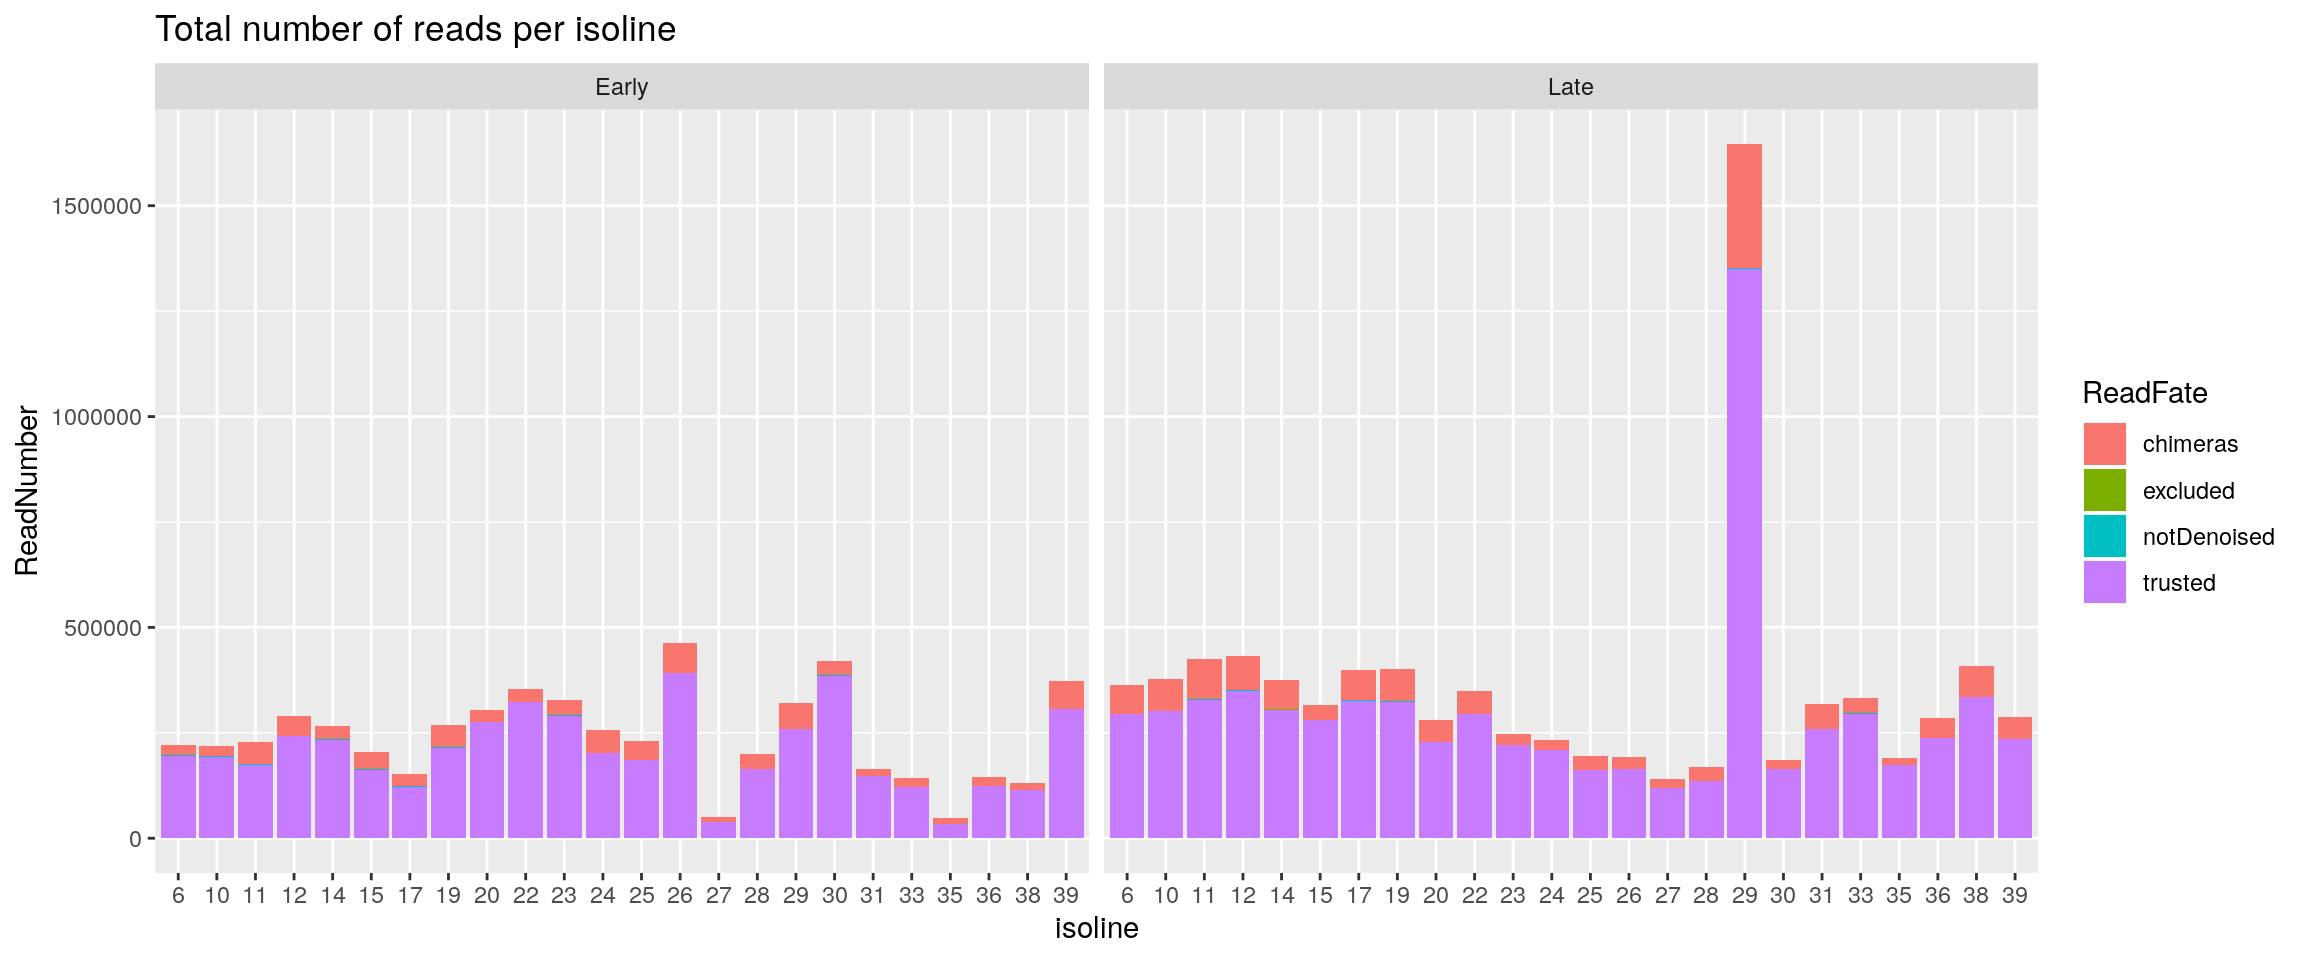 Total number of reads per isoline
Early
Late
ReadNumber
1500000
1000000
500000
0
6 10 11 12 14 15 17 19 20 22 23 24 25 26 27 28 29 30 31 33 35 36 38 39
6 10 11 12 14 15 17 19 20 22 23 24 25 26 27 28 29 30 31 33 35 36 38 39
isoline
ReadFate
chimeras
excluded
notDenoised
trusted